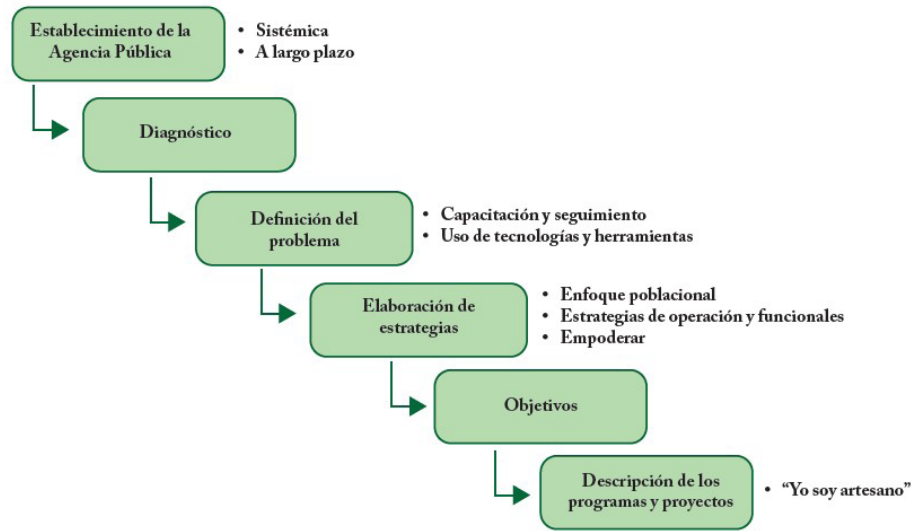 Establecimiento de la
Agencia Pública
• Sistémica
• A largo plazo
Diagnóstico
Definición del
problema
• Capacitación y seguimiento
• Uso de tecnologías y herramientas
Elaboración de
estrategias
• Enfoque poblacional
• Estrategias de operación y funcionales
• Empoderar
Objetivos
Descripción de los
programas y proyectos
• “Yo soy artesano”